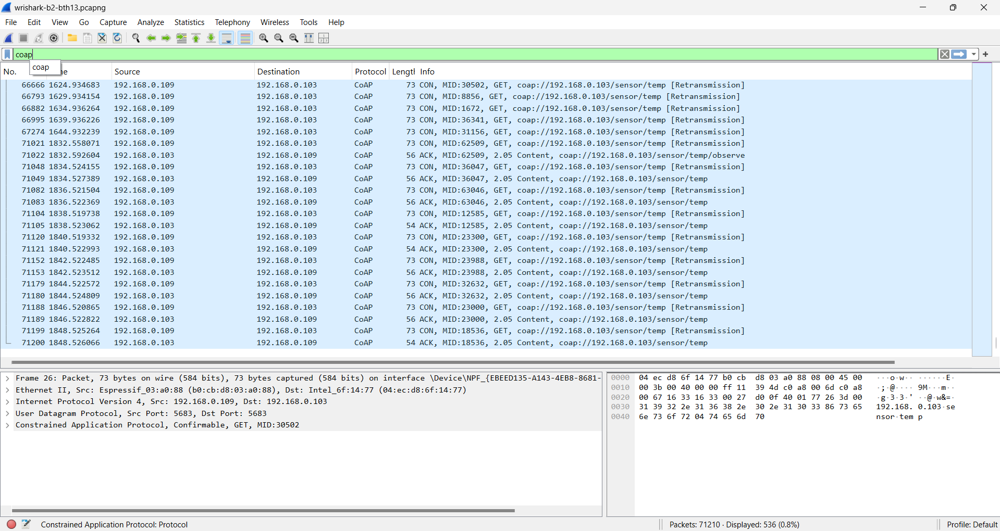 wrishark-b2-bth13.pcapng
File Edit View Go Capture Analyze Statistics Telephony Wireless Tools Help
coap
coap
No. Source Destination Protocol Length Info
66666 1624.934683 192.168.0.109 192.168.0.103 CoAP 73 CON, MID:30502, GET, coap://192.168.0.103/sensor/temp [Retransmission]
66793 1629.934154 192.168.0.109 192.168.0.103 CoAP 73 CON, MID:8856, GET, coap://192.168.0.103/sensor/temp [Retransmission]
66882 1634.936264 192.168.0.109 192.168.0.103 CoAP 73 CON, MID:1672, GET, coap://192.168.0.103/sensor/temp [Retransmission]
66995 1639.936226 192.168.0.109 192.168.0.103 CoAP 73 CON, MID:36341, GET, coap://192.168.0.103/sensor/temp [Retransmission]
67274 1644.932239 192.168.0.109 192.168.0.103 CoAP 73 CON, MID:31156, GET, coap://192.168.0.103/sensor/temp [Retransmission]
71021 1832.558071 192.168.0.109 192.168.0.103 CoAP 73 CON, MID:62509, GET, coap://192.168.0.103/sensor/temp [Retransmission]
71022 1832.592604 192.168.0.103 192.168.0.109 CoAP 56 ACK, MID:62509, 2.05 Content, coap://192.168.0.103/sensor/temp/observe
71048 1834.524155 192.168.0.109 192.168.0.103 CoAP 73 CON, MID:36047, GET, coap://192.168.0.103/sensor/temp [Retransmission]
71049 1834.527389 192.168.0.103 192.168.0.109 CoAP 56 ACK, MID:36047, 2.05 Content, coap://192.168.0.103/sensor/temp
71082 1836.521504 192.168.0.109 192.168.0.103 CoAP 73 CON, MID:63046, GET, coap://192.168.0.103/sensor/temp [Retransmission]
71083 1836.522369 192.168.0.103 192.168.0.109 CoAP 56 ACK, MID:63046, 2.05 Content, coap://192.168.0.103/sensor/temp
71104 1838.519738 192.168.0.109 192.168.0.103 CoAP 73 CON, MID:12585, GET, coap://192.168.0.103/sensor/temp [Retransmission]
71105 1838.523062 192.168.0.103 192.168.0.109 CoAP 54 ACK, MID:12585, 2.05 Content, coap://192.168.0.103/sensor/temp
71120 1840.519332 192.168.0.109 192.168.0.103 CoAP 73 CON, MID:23300, GET, coap://192.168.0.103/sensor/temp [Retransmission]
71121 1840.522993 192.168.0.103 192.168.0.109 CoAP 54 ACK, MID:23300, 2.05 Content, coap://192.168.0.103/sensor/temp
71152 1842.522485 192.168.0.109 192.168.0.103 CoAP 73 CON, MID:23988, GET, coap://192.168.0.103/sensor/temp [Retransmission]
71153 1842.523512 192.168.0.103 192.168.0.109 CoAP 56 ACK, MID:23988, 2.05 Content, coap://192.168.0.103/sensor/temp
71179 1844.522572 192.168.0.109 192.168.0.103 CoAP 73 CON, MID:32632, GET, coap://192.168.0.103/sensor/temp [Retransmission]
71180 1844.524809 192.168.0.103 192.168.0.109 CoAP 56 ACK, MID:32632, 2.05 Content, coap://192.168.0.103/sensor/temp
71188 1846.520865 192.168.0.109 192.168.0.103 CoAP 73 CON, MID:23000, GET, coap://192.168.0.103/sensor/temp [Retransmission]
71189 1846.522822 192.168.0.103 192.168.0.109 CoAP 56 ACK, MID:23000, 2.05 Content, coap://192.168.0.103/sensor/temp
71199 1848.525264 192.168.0.109 192.168.0.103 CoAP 73 CON, MID:18536, GET, coap://192.168.0.103/sensor/temp [Retransmission]
71200 1848.526066 192.168.0.103 192.168.0.109 CoAP 54 ACK, MID:18536, 2.05 Content, coap://192.168.0.103/sensor/temp
Frame 26: Packet, 73 bytes on wire (584 bits), 73 bytes captured (584 bits) on interface \Device\NPF_{EBEED135-A143-4EB8-8681-
Ethernet II, Src: Espressif_03:a0:88 (b0:cb:d8:03:a0:88), Dst: Intel_6f:14:77 (04:ec:d8:6f:14:77)
Internet Protocol Version 4, Src: 192.168.0.109, Dst: 192.168.0.103
User Datagram Protocol, Src Port: 5683, Dst Port: 5683
Constrained Application Protocol, Confirmable, GET, MID:30502
0000 04 ec d8 6f 14 77 b0 cb d8 03 a0 88 08 00 45 00 ···o·w·· ······E·
0010 00 3b 00 40 00 00 ff 11 39 4d c0 a8 00 6d c0 a8 ·;·@···· 9M···m··
0020 00 67 16 33 16 33 00 27 d0 0f 40 01 77 26 3d 00 ·g·3·3·' ··@·w&=·
0030 31 39 32 2e 31 36 38 2e 30 2e 31 30 33 86 73 65 192.168. 0.103·se
0040 6e 73 6f 72 04 74 65 6d 70 nsor·tem p
Constrained Application Protocol: Protocol
Packets: 71210 · Displayed: 536 (0.8%)
Profile: Default